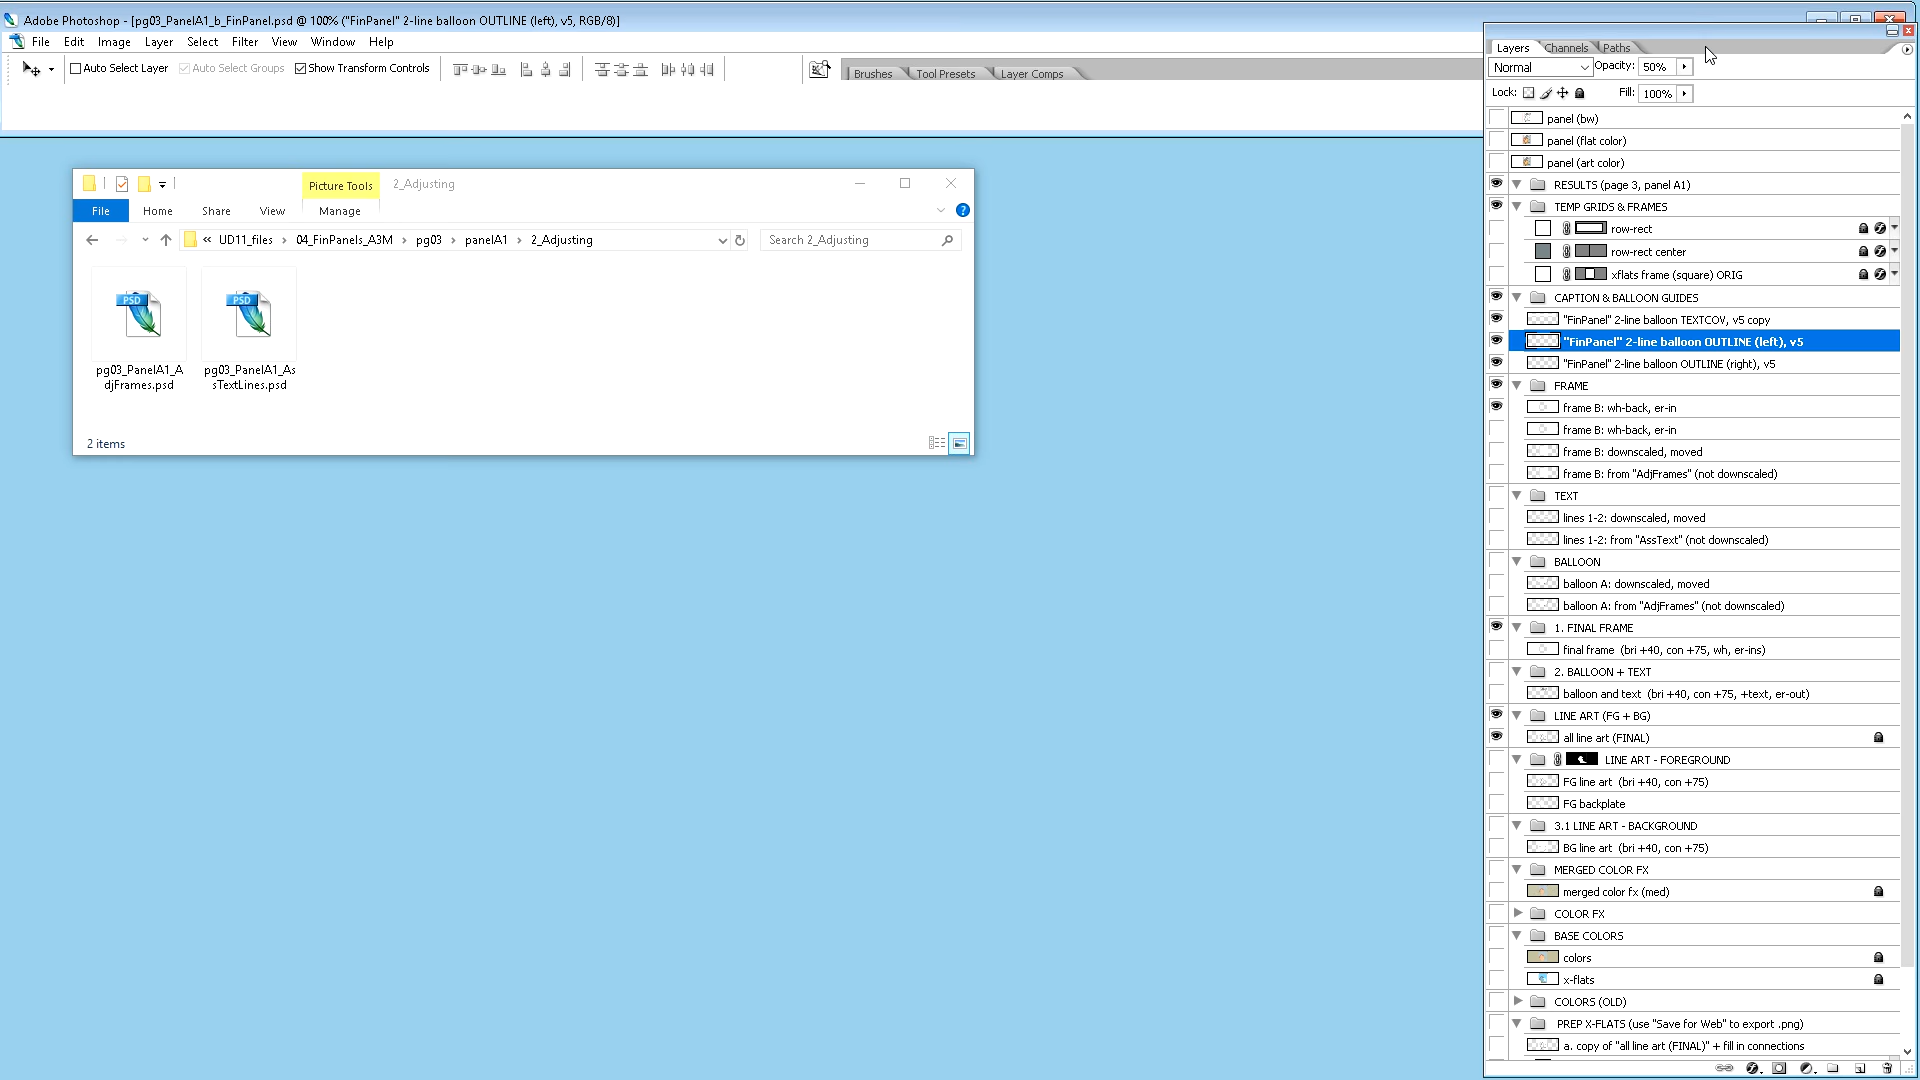 Adobe Photoshop - [pg03_PanelA1_b_FinPanel.psd @ 100% ("FinPanel" 2-line balloon OUTLINE (left), v5, RGB/8)]
File Edit Image Layer Select Filter View Window Help
Auto Select Layer Auto Select Groups Show Transform Controls
Brushes Tool Presets Layer Comps
Picture Tools 2_Adjusting
File Home Share View Manage
« UD11_files › 04_FinPanels_A3M › pg03 › panelA1 › 2_Adjusting
Search 2_Adjusting
PSD PSD
pg03_PanelA1_A
djFrames.psd
pg03_PanelA1_As
sTextLines.psd
2 items
Layers Channels Paths
Normal Opacity: 50%
Lock: Fill: 100%
panel (bw)
panel (flat color)
panel (art color)
RESULTS (page 3, panel A1)
TEMP GRIDS & FRAMES
row-rect
row-rect center
xflats frame (square) ORIG
CAPTION & BALLOON GUIDES
"FinPanel" 2-line balloon TEXTCOV, v5 copy
"FinPanel" 2-line balloon OUTLINE (left), v5
"FinPanel" 2-line balloon OUTLINE (right), v5
FRAME
frame B: wh-back, er-in
frame B: wh-back, er-in
frame B: downscaled, moved
frame B: from "AdjFrames" (not downscaled)
TEXT
lines 1-2: downscaled, moved
lines 1-2: from "AssText" (not downscaled)
BALLOON
balloon A: downscaled, moved
balloon A: from "AdjFrames" (not downscaled)
1. FINAL FRAME
final frame (bri +40, con +75, wh, er-ins)
2. BALLOON + TEXT
balloon and text (bri +40, con +75, +text, er-out)
LINE ART (FG + BG)
all line art (FINAL)
LINE ART - FOREGROUND
FG line art (bri +40, con +75)
FG backplate
3.1 LINE ART - BACKGROUND
BG line art (bri +40, con +75)
MERGED COLOR FX
merged color fx (med)
COLOR FX
BASE COLORS
colors
x-flats
COLORS (OLD)
PREP X-FLATS (use "Save for Web" to export .png)
a. copy of "all line art (FINAL)" + fill in connections